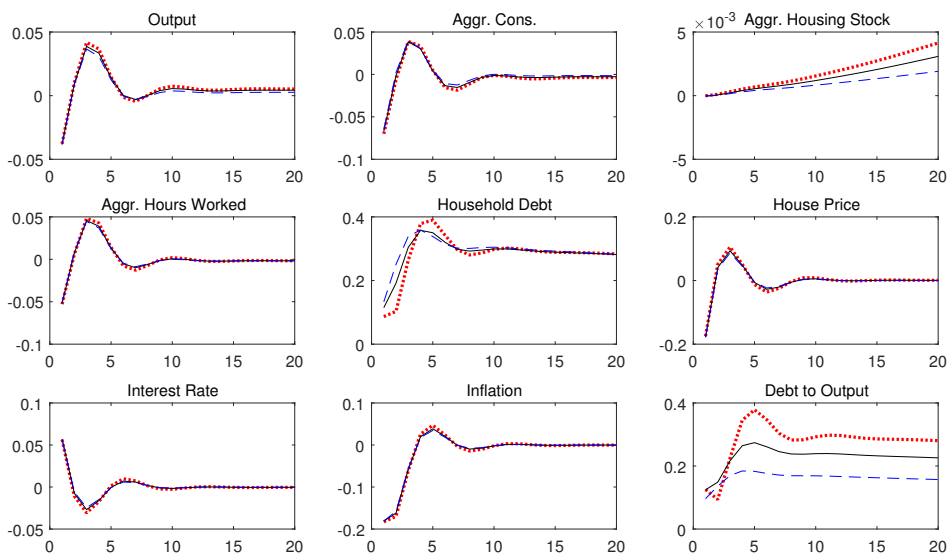 Output
0.05
0
-0.05
0 5 10 15 20
Aggr. Cons.
0.05
0
-0.05
-0.1
0 5 10 15 20
Aggr. Housing Stock
×10⁻³
5
0
-5
0 5 10 15 20
Aggr. Hours Worked
0.05
0
-0.05
-0.1
0 5 10 15 20
Household Debt
0.4
0.2
0
0 5 10 15 20
House Price
0.2
0
-0.2
0 5 10 15 20
Interest Rate
0.1
0.05
0
-0.05
0 5 10 15 20
Inflation
0.1
0
-0.1
-0.2
0 5 10 15 20
Debt to Output
0.4
0.2
0
0 5 10 15 20